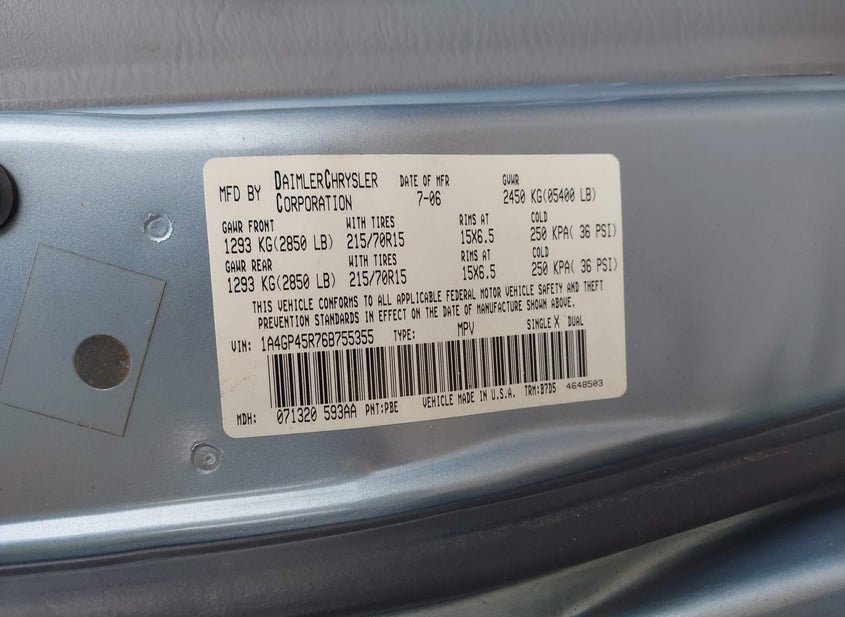 MFD BY DAIMLERCHRYSLER CORPORATION DATE OF MFR 7-06 GVWR 2450 KG(05400 LB)
GAWR FRONT WITH TIRES RIMS AT COLD
1293 KG(2850 LB) 215/70R15 15X6.5 250 KPA( 36 PSI)
GAWR REAR WITH TIRES RIMS AT COLD
1293 KG(2850 LB) 215/70R15 15X6.5 250 KPA( 36 PSI)
THIS VEHICLE CONFORMS TO ALL APPLICABLE FEDERAL MOTOR VEHICLE SAFETY AND THEFT
PREVENTION STANDARDS IN EFFECT ON THE DATE OF MANUFACTURE SHOWN ABOVE.
VIN: 1A4GP45R76B755355 TYPE: MPV SINGLE X DUAL
MDH: 071320 593AA PNT:PBE VEHICLE MADE IN U.S.A. TRM:B7D5 4648503